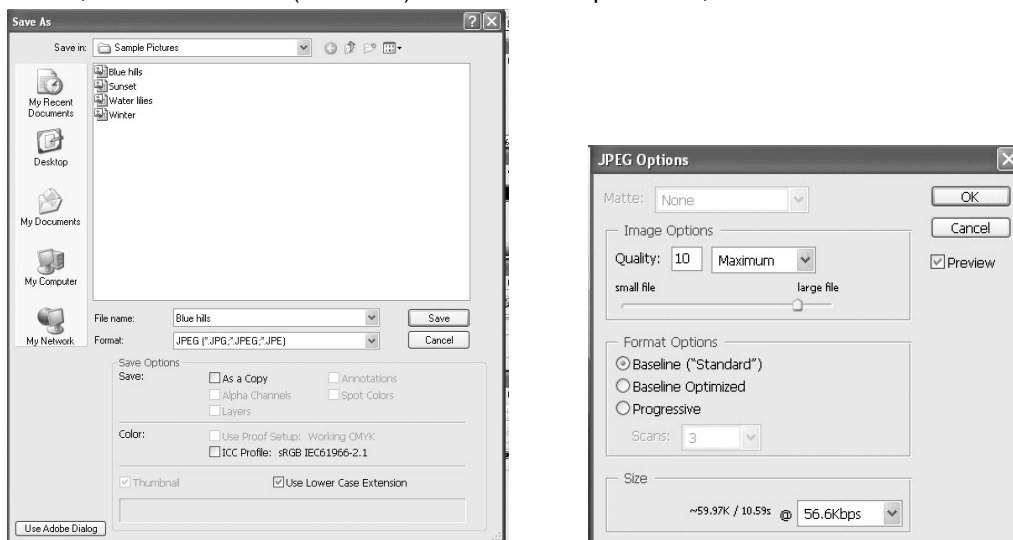 Save As
Save in: Sample Pictures
Blue hills
Sunset
Water lilies
Winter
My Recent Documents
Desktop
My Documents
My Computer
My Network
File name: Blue hills Save
Format: JPEG (*.JPG;*.JPEG;*.JPE) Cancel
Save Options
Save: As a Copy Annotations
Alpha Channels Spot Colors
Layers
Color: Use Proof Setup: Working CMYK
ICC Profile: sRGB IEC61966-2.1
Thumbnail Use Lower Case Extension
Use Adobe Dialog
JPEG Options
Matte: None OK
Image Options Cancel
Quality: 10 Maximum Preview
small file large file
Format Options
Baseline ("Standard")
Baseline Optimized
Progressive
Scans: 3
Size
~59.97K / 10.59s @ 56.6Kbps